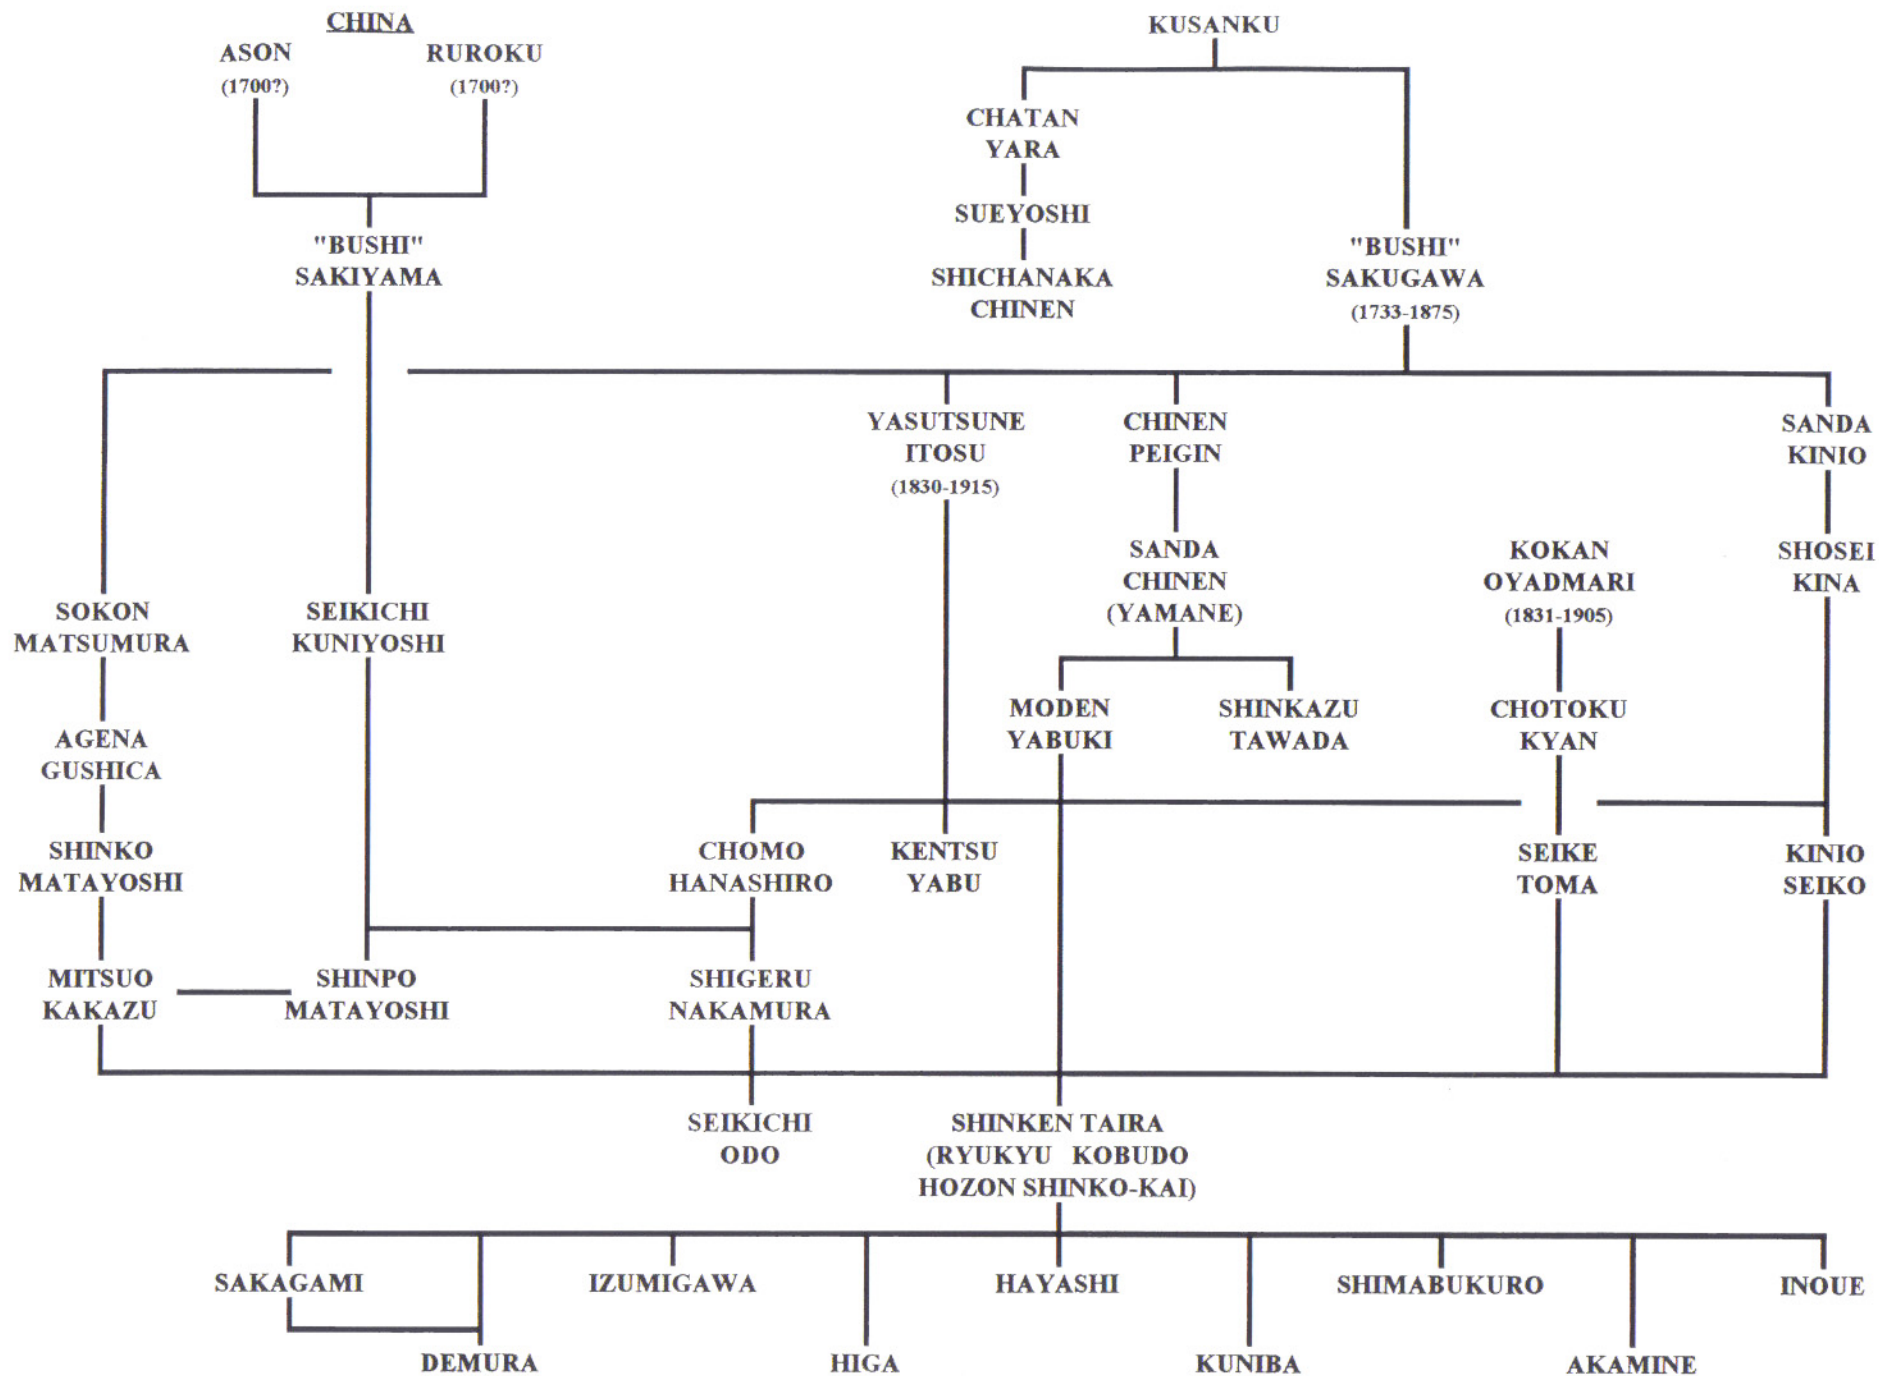 CHINA
ASON
(1700?)
RUROKU
(1700?)
KUSANKU
CHATAN
YARA
SUEYOSHI
SHICHANAKA
CHINEN
"BUSHI"
SAKIYAMA
"BUSHI"
SAKUGAWA
(1733-1875)
YASUTSUNE
ITOSU
(1830-1915)
CHINEN
PEIGIN
SANDA
KINIO
SANDA
CHINEN
(YAMANE)
KOKAN
OYADMARI
(1831-1905)
SHOSEI
KINA
SOKON
MATSUMURA
SEIKICHI
KUNIYOSHI
MODEN
YABUKI
SHINKAZU
TAWADA
CHOTOKU
KYAN
AGENA
GUSHICA
SHINKO
MATAYOSHI
CHOMO
HANASHIRO
KENTSU
YABU
SEIKE
TOMA
KINIO
SEIKO
MITSUO
KAKAZU
SHINPO
MATAYOSHI
SHIGERU
NAKAMURA
SEIKICHI
ODO
SHINKEN TAIRA
(RYUKYU KOBUDO
HOZON SHINKO-KAI)
SAKAGAMI
IZUMIGAWA
HAYASHI
SHIMABUKURO
INOUE
DEMURA
HIGA
KUNIBA
AKAMINE